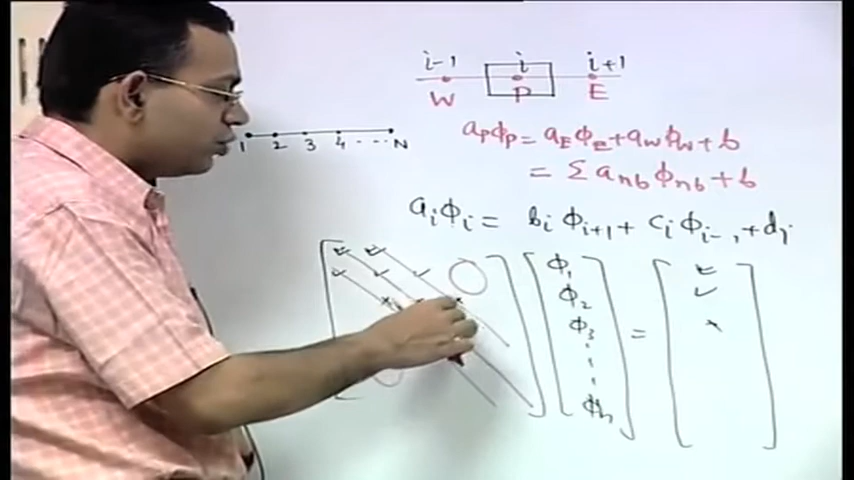 i-1 i i+1
W P E
1 2 3 4 ... N
aPφP = aEφE + aWφW + b
= Σ anbφnb + b
aiφi = biφi+1 + ciφi-1 + di
φ1
φ2
φ3 =
φn